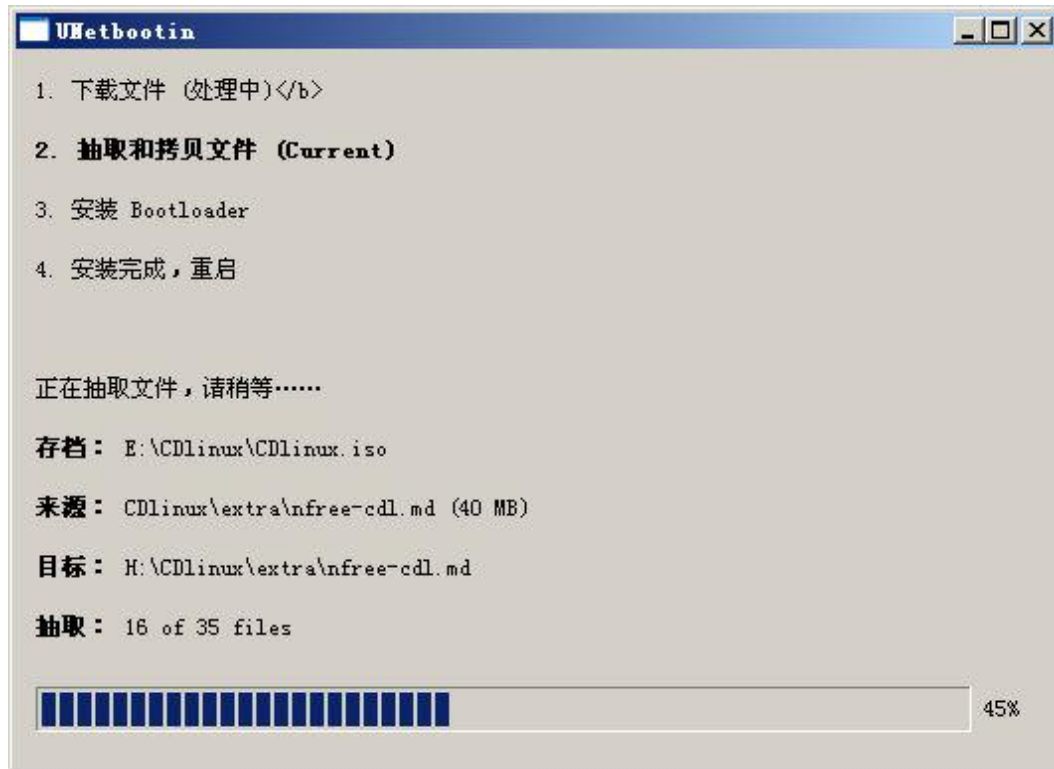 UNetbootin
1. 下载文件 (处理中)</b>
2. 抽取和拷贝文件 (Current)
3. 安装 Bootloader
4. 安装完成，重启
正在抽取文件，请稍等……
存档： E:\CDlinux\CDlinux.iso
来源： CDlinux\extra\nfree-cdl.md (40 MB)
目标： H:\CDlinux\extra\nfree-cdl.md
抽取： 16 of 35 files
45%